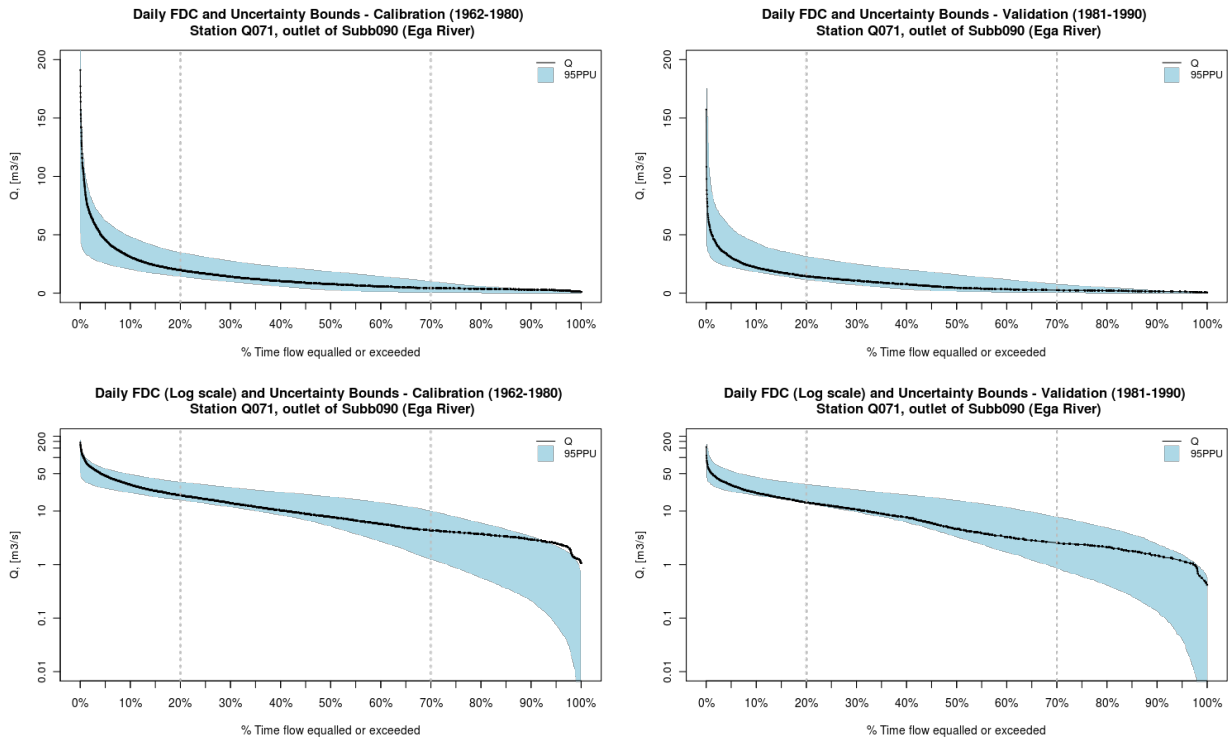 Daily FDC and Uncertainty Bounds - Calibration (1962-1980)
Station Q071, outlet of Subb090 (Ega River)
Q
95PPU
Q, [m3/s]
200
150
100
50
0
0% 10% 20% 30% 40% 50% 60% 70% 80% 90% 100%
% Time flow equalled or exceeded
Daily FDC and Uncertainty Bounds - Validation (1981-1990)
Station Q071, outlet of Subb090 (Ega River)
Q
95PPU
Q, [m3/s]
200
150
100
50
0
0% 10% 20% 30% 40% 50% 60% 70% 80% 90% 100%
% Time flow equalled or exceeded
Daily FDC (Log scale) and Uncertainty Bounds - Calibration (1962-1980)
Station Q071, outlet of Subb090 (Ega River)
Q
95PPU
Q, [m3/s]
200
50
10
1
0.1
0.01
0% 10% 20% 30% 40% 50% 60% 70% 80% 90% 100%
% Time flow equalled or exceeded
Daily FDC (Log scale) and Uncertainty Bounds - Validation (1981-1990)
Station Q071, outlet of Subb090 (Ega River)
Q
95PPU
Q, [m3/s]
200
50
10
1
0.1
0.01
0% 10% 20% 30% 40% 50% 60% 70% 80% 90% 100%
% Time flow equalled or exceeded